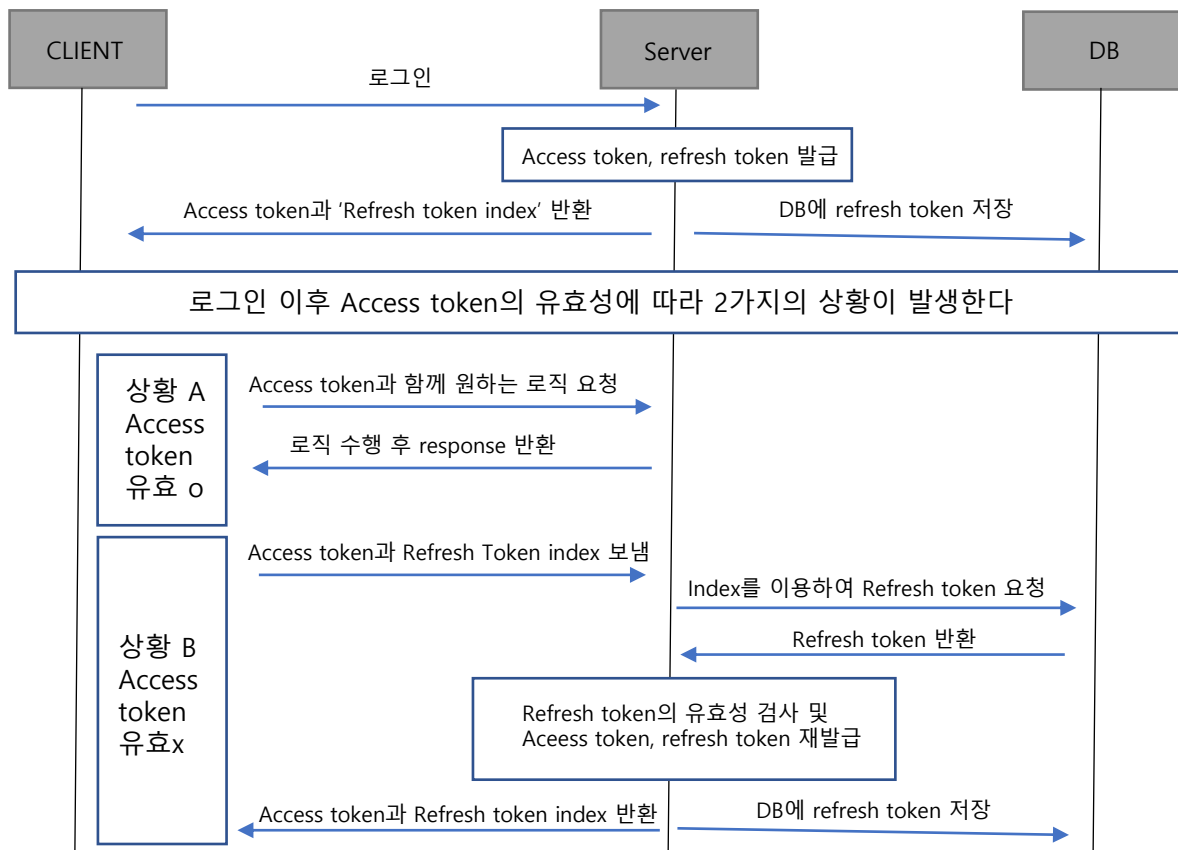 CLIENT
Server
DB
로그인
Access token, refresh token 발급
Access token과 ‘Refresh token index’ 반환
DB에 refresh token 저장
로그인 이후 Access token의 유효성에 따라 2가지의 상황이 발생한다
상황 A
Access
token
유효 o
Access token과 함께 원하는 로직 요청
로직 수행 후 response 반환
상황 B
Access
token
유효x
Access token과 Refresh Token index 보냄
Index를 이용하여 Refresh token 요청
Refresh token 반환
Refresh token의 유효성 검사 및
Aceess token, refresh token 재발급
Access token과 Refresh token index 반환
DB에 refresh token 저장